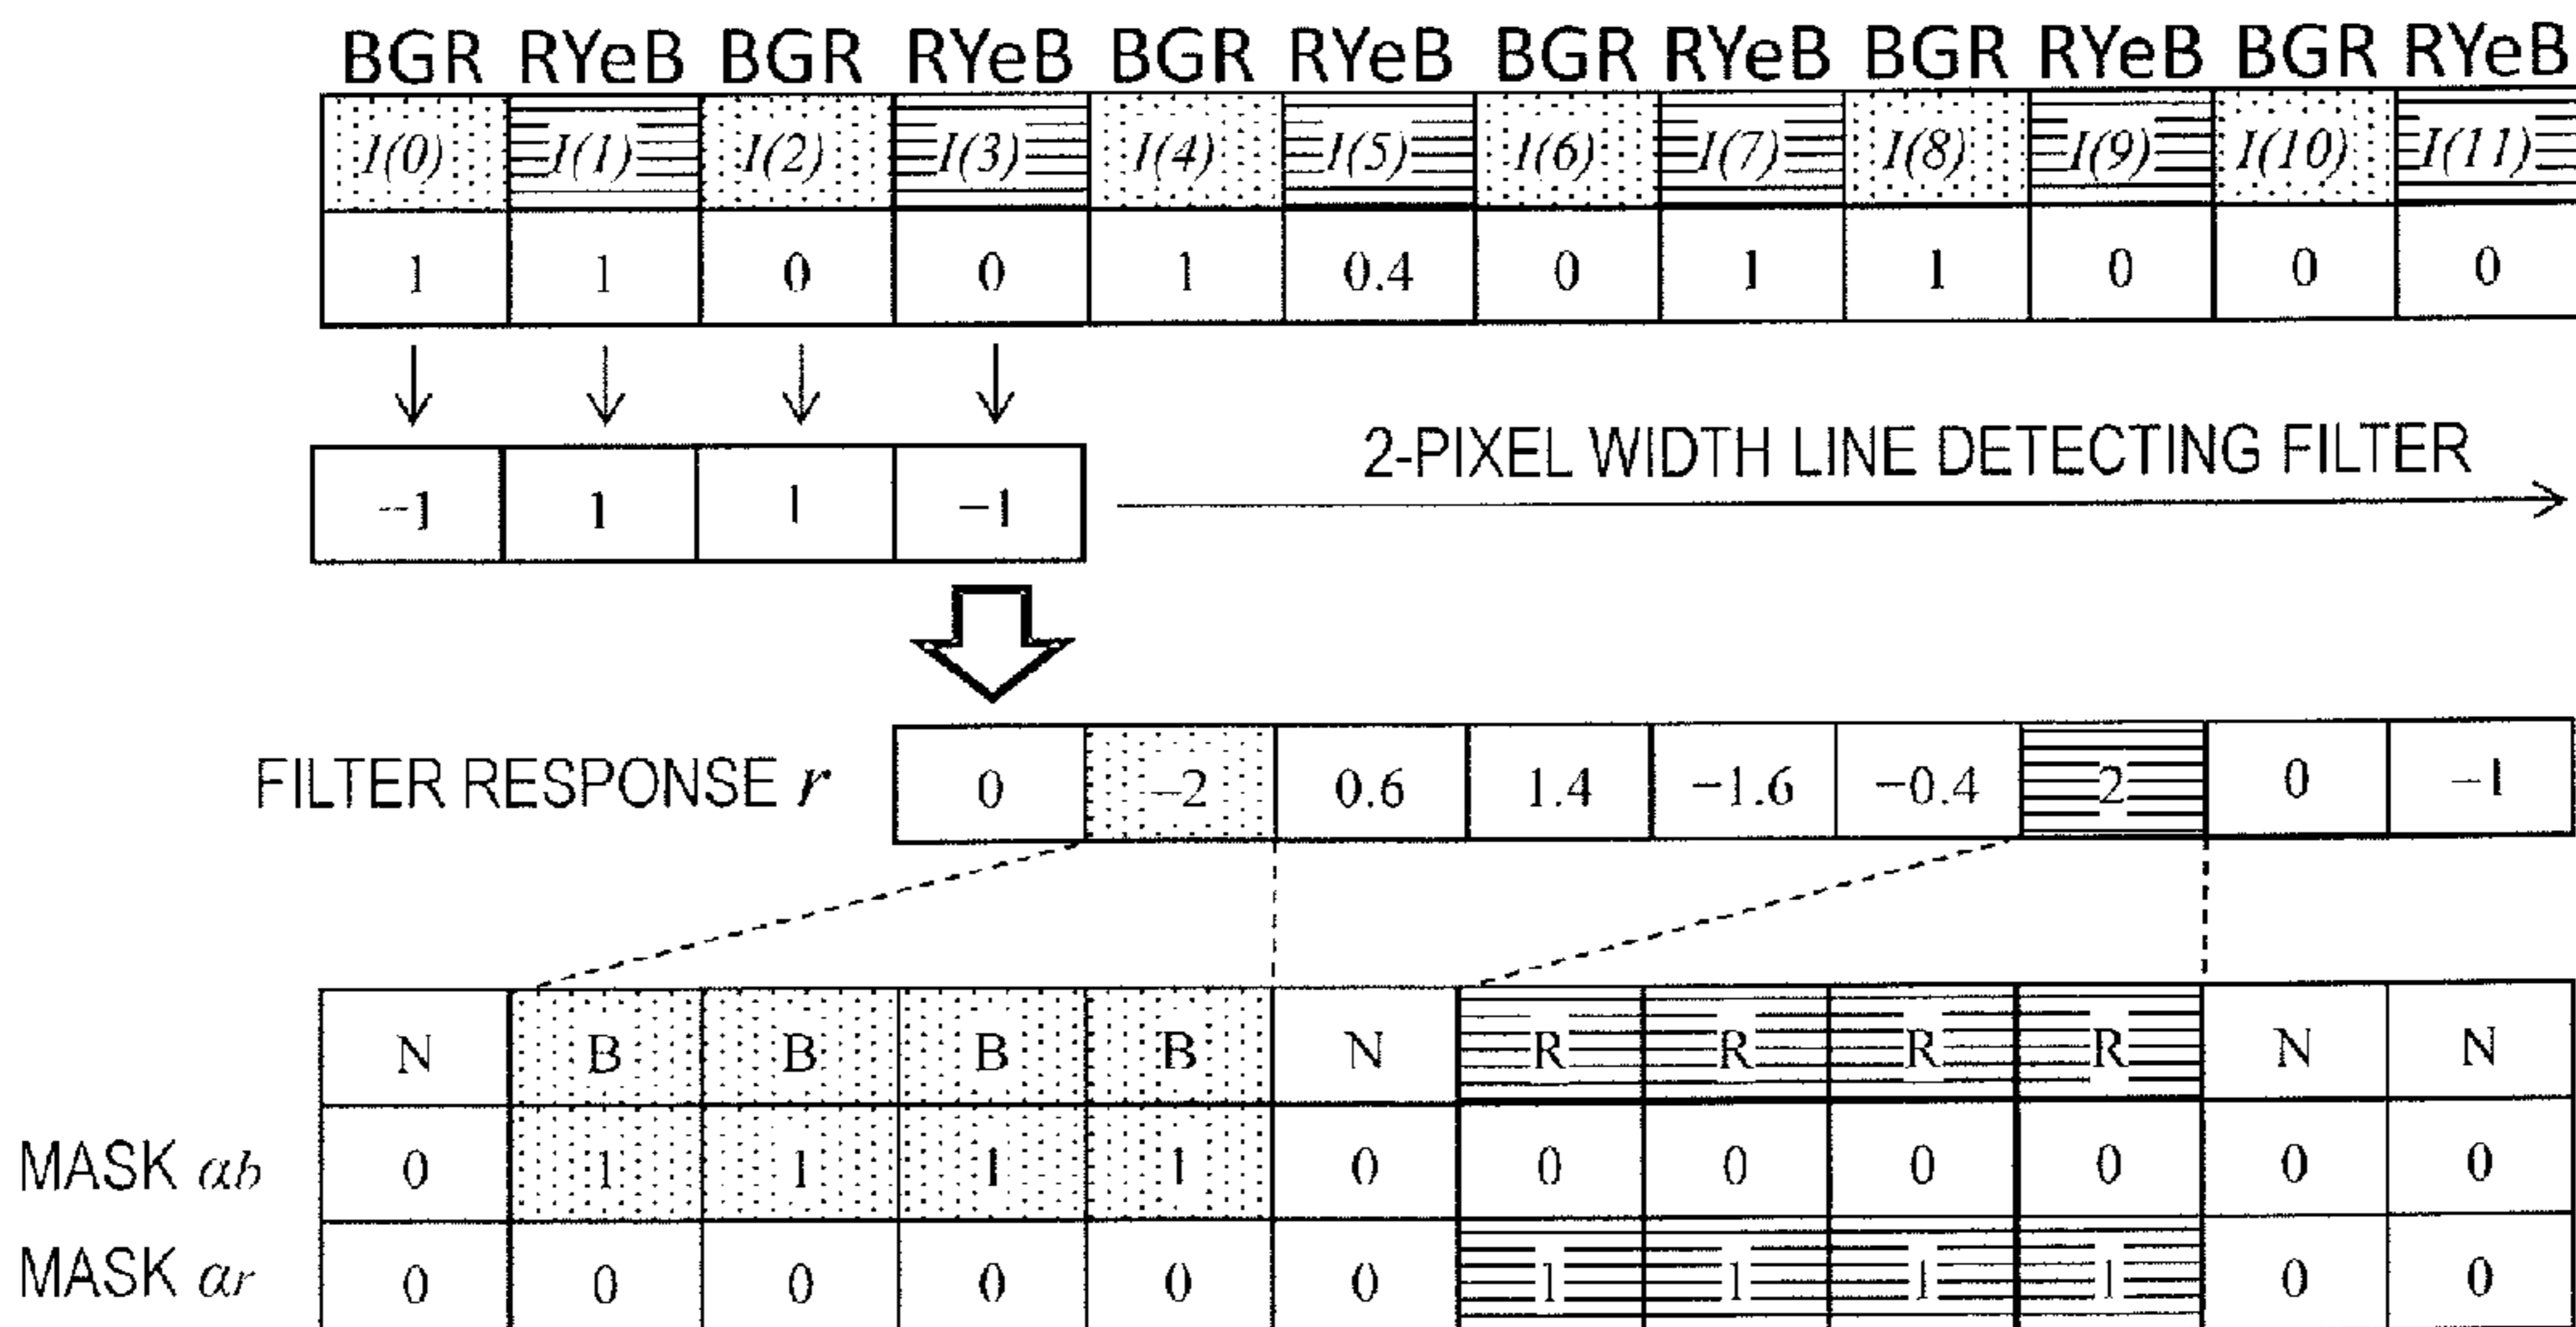 BGR RYeB BGR RYeB BGR RYeB BGR RYeB BGR RYeB BGR RYeB
I(0) I(1) I(2) I(3) I(4) I(5) I(6) I(7) I(8) I(9) I(10) I(11)
1 1 0 0 1 0.4 0 1 1 0 0 0
2-PIXEL WIDTH LINE DETECTING FILTER
−1 1 1 −1
FILTER RESPONSE r 0 −2 0.6 1.4 −1.6 −0.4 2 0 −1
N B B B B N R R R R N N
MASK αb 0 1 1 1 1 0 0 0 0 0 0 0
MASK αr 0 0 0 0 0 0 1 1 1 1 0 0